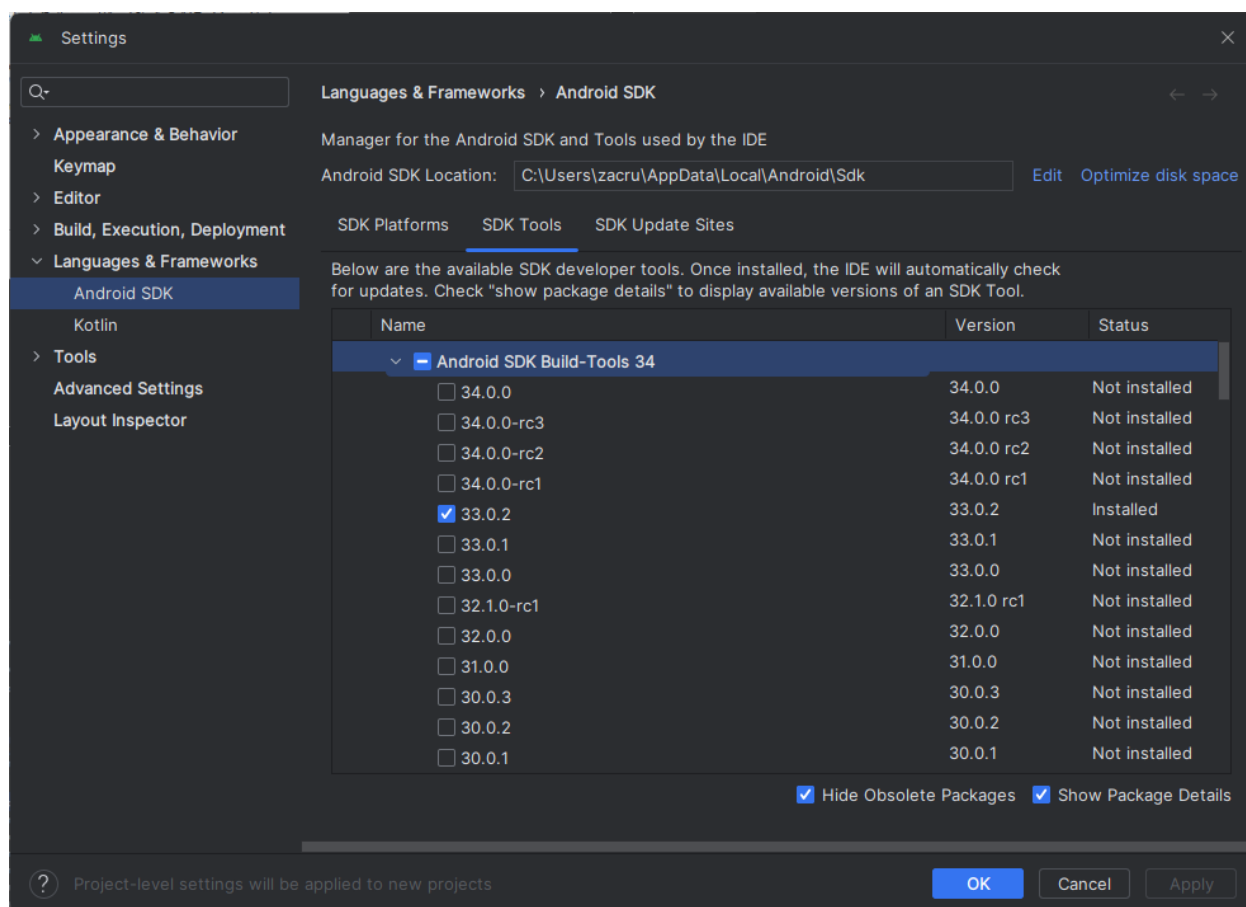 Settings
Languages & Frameworks › Android SDK
Appearance & Behavior
Keymap
Editor
Build, Execution, Deployment
Languages & Frameworks
Android SDK
Kotlin
Tools
Advanced Settings
Layout Inspector
Manager for the Android SDK and Tools used by the IDE
Android SDK Location: C:\Users\zacru\AppData\Local\Android\Sdk Edit Optimize disk space
SDK Platforms SDK Tools SDK Update Sites
Below are the available SDK developer tools. Once installed, the IDE will automatically check
for updates. Check "show package details" to display available versions of an SDK Tool.
Name Version Status
Android SDK Build-Tools 34
34.0.0 34.0.0 Not installed
34.0.0-rc3 34.0.0 rc3 Not installed
34.0.0-rc2 34.0.0 rc2 Not installed
34.0.0-rc1 34.0.0 rc1 Not installed
33.0.2 33.0.2 Installed
33.0.1 33.0.1 Not installed
33.0.0 33.0.0 Not installed
32.1.0-rc1 32.1.0 rc1 Not installed
32.0.0 32.0.0 Not installed
31.0.0 31.0.0 Not installed
30.0.3 30.0.3 Not installed
30.0.2 30.0.2 Not installed
30.0.1 30.0.1 Not installed
Hide Obsolete Packages Show Package Details
? Project-level settings will be applied to new projects
OK Cancel Apply